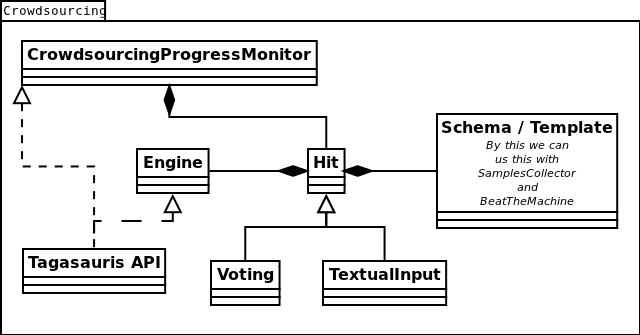 Crowdsourcing
CrowdsourcingProgressMonitor
Schema / Template
By this we can
us this with
SamplesCollector
and
BeatTheMachine
Engine
Hit
Tagasauris API
Voting
TextualInput